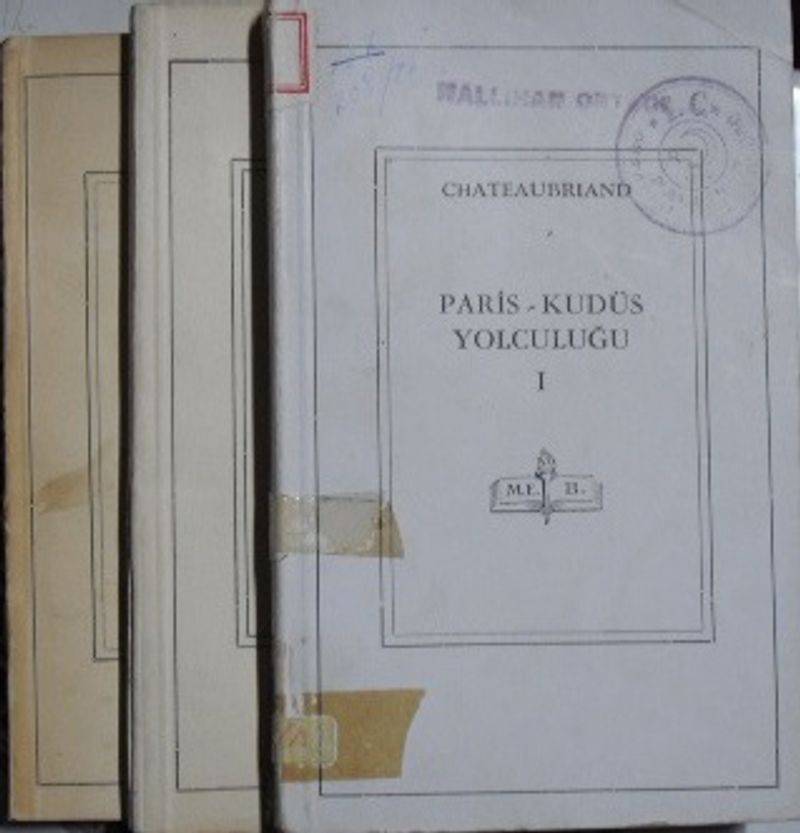 CHATEAUBRIAND
PARİS - KUDÜS
YOLCULUĞU
I
M.E. B.